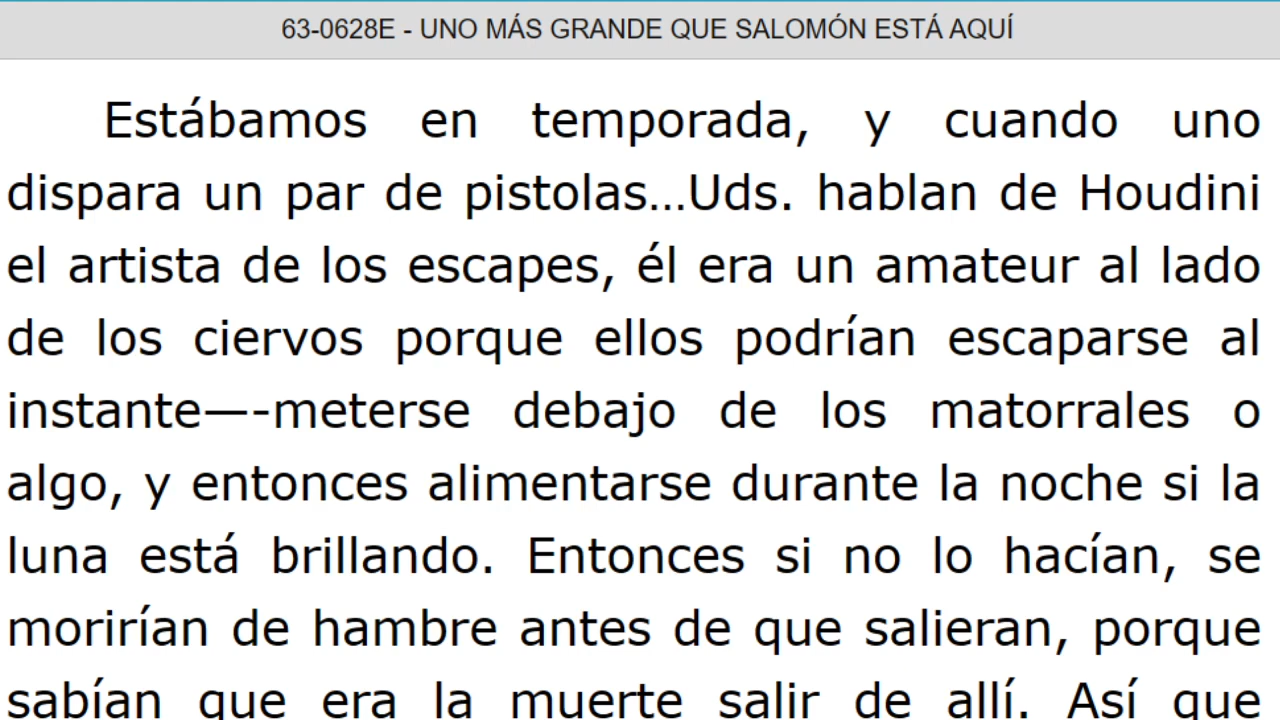 63-0628E - UNO MÁS GRANDE QUE SALOMÓN ESTÁ AQUÍ
Estábamos en temporada, y cuando uno
dispara un par de pistolas...Uds. hablan de Houdini
el artista de los escapes, él era un amateur al lado
de los ciervos porque ellos podrían escaparse al
instante—-meterse debajo de los matorrales o
algo, y entonces alimentarse durante la noche si la
luna está brillando. Entonces si no lo hacían, se
morirían de hambre antes de que salieran, porque
sabían que era la muerte salir de allí. Así que